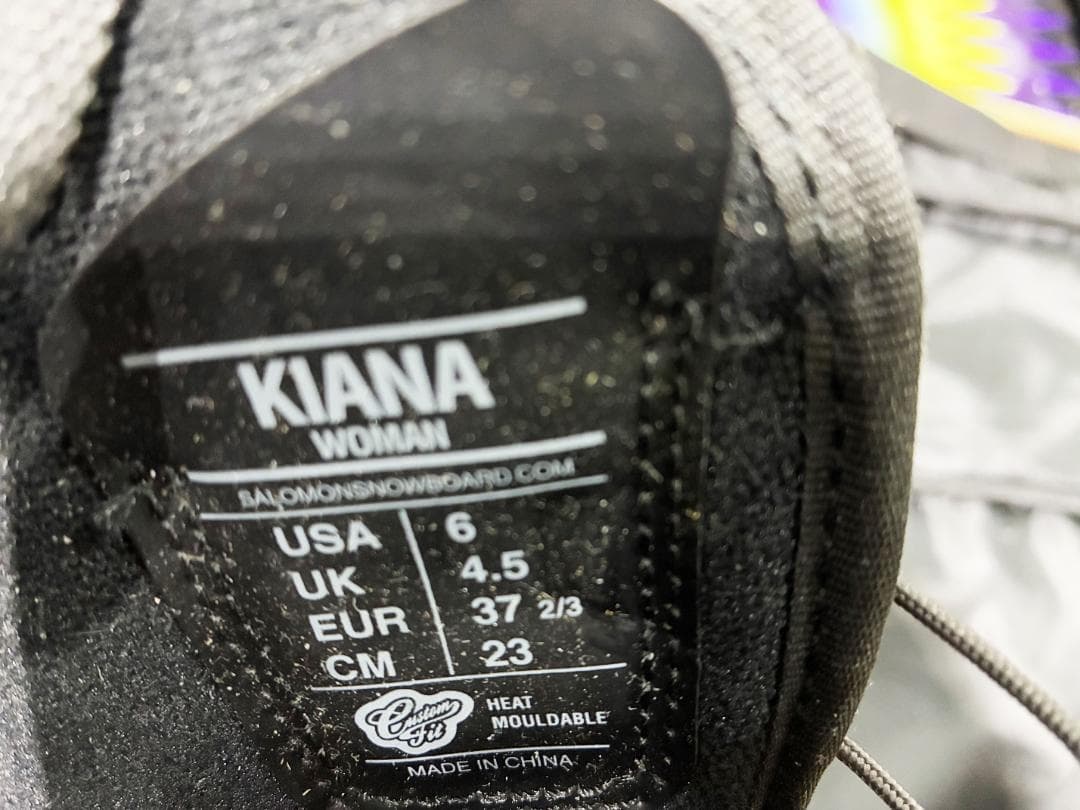 KIANA
WOMAN
SALOMONSNOWBOARD.COM
USA 6
UK 4.5
EUR 37 2/3
CM 23
Custom Fit HEAT MOULDABLE
MADE IN CHINA